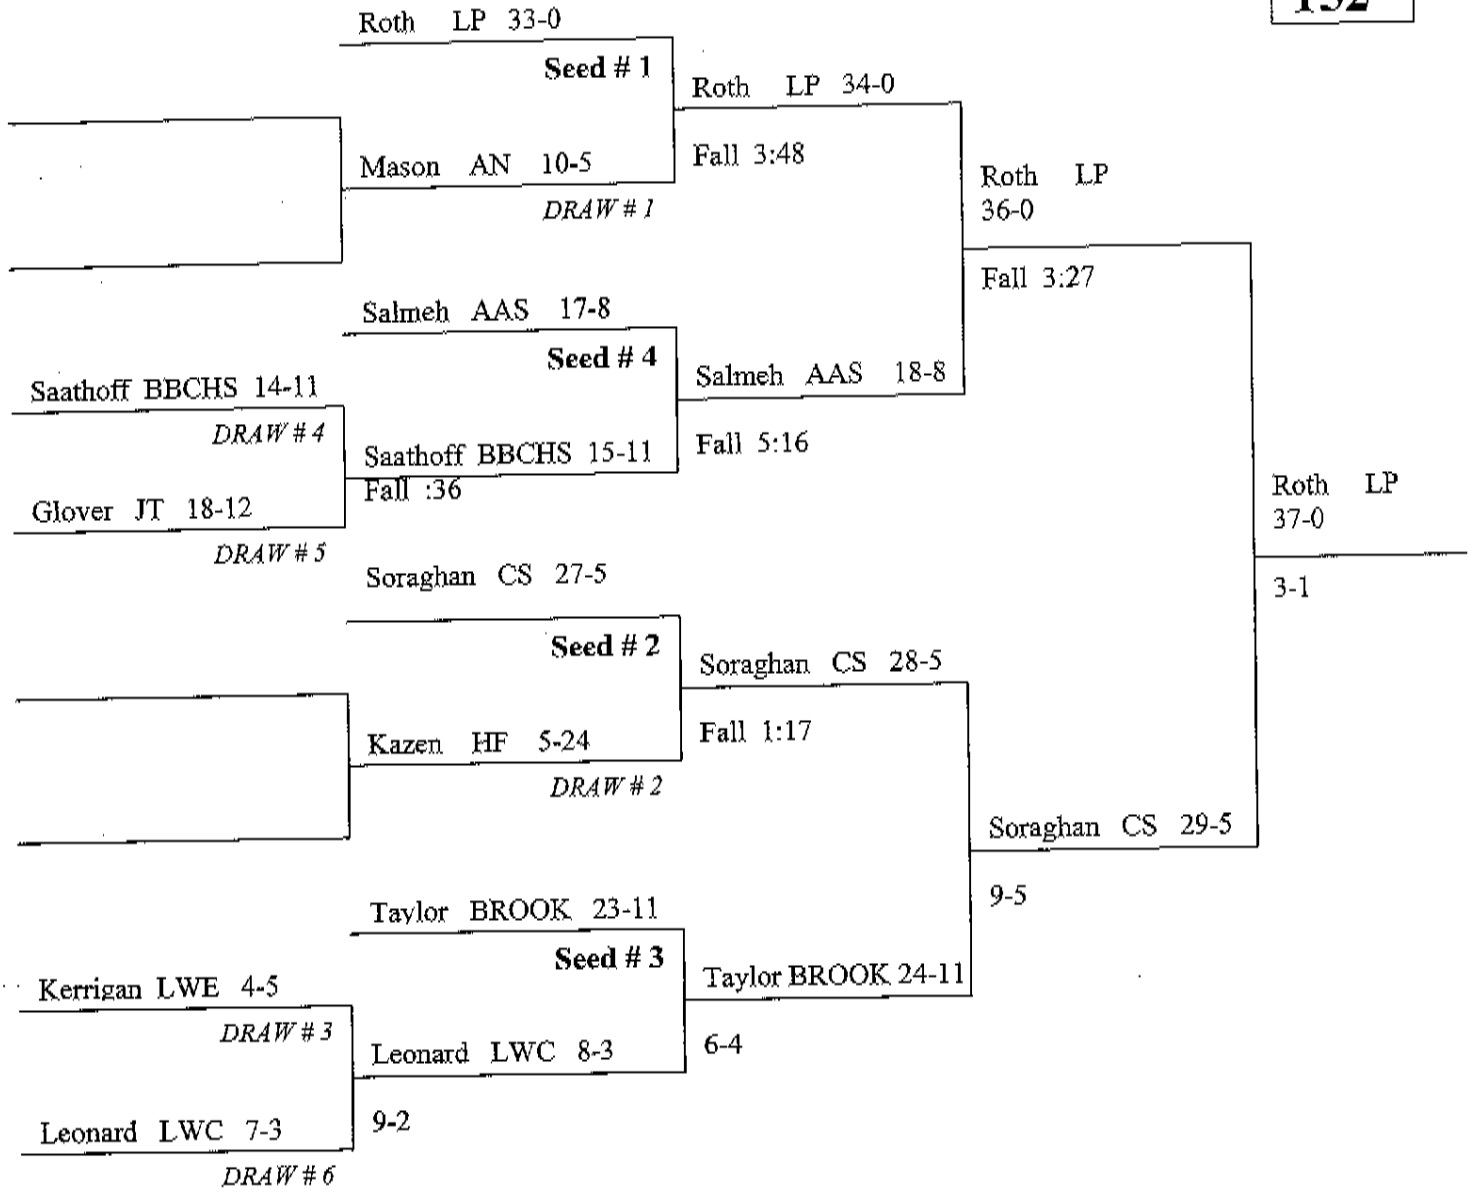 152
Roth LP 33-0
Seed # 1
Roth LP 34-0
Fall 3:48
Mason AN 10-5
DRAW # 1
Roth LP
36-0
Fall 3:27
Salmeh AAS 17-8
Seed # 4
Salmeh AAS 18-8
Saathoff BBCHS 14-11
DRAW # 4
Fall 5:16
Saathoff BBCHS 15-11
Fall :36
Glover JT 18-12
DRAW # 5
Roth LP
37-0
3-1
Soraghan CS 27-5
Seed # 2
Soraghan CS 28-5
Fall 1:17
Kazen HF 5-24
DRAW # 2
Soraghan CS 29-5
9-5
Taylor BROOK 23-11
Seed # 3
Taylor BROOK 24-11
Kerrigan LWE 4-5
DRAW # 3
6-4
Leonard LWC 8-3
9-2
Leonard LWC 7-3
DRAW # 6